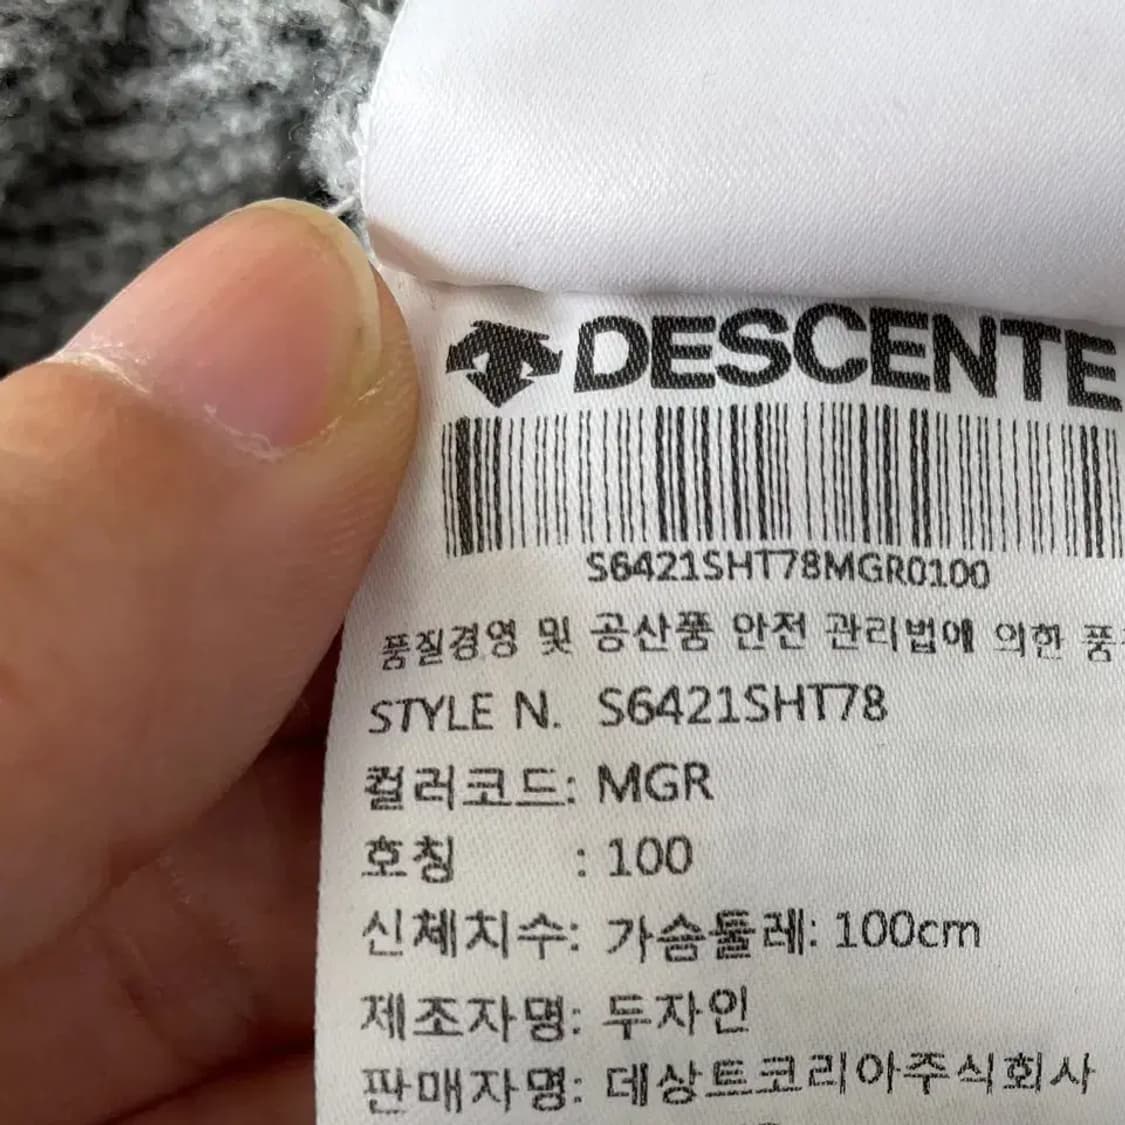 DESCENTE
S6421SHT78MGR0100
품질경영 및 공산품 안전 관리법에 의한 품
STYLE N. S6421SHT78
컬러코드: MGR
호칭 : 100
신체치수: 가슴둘레: 100cm
제조자명: 두자인
판매자명: 데상트코리아주식회사